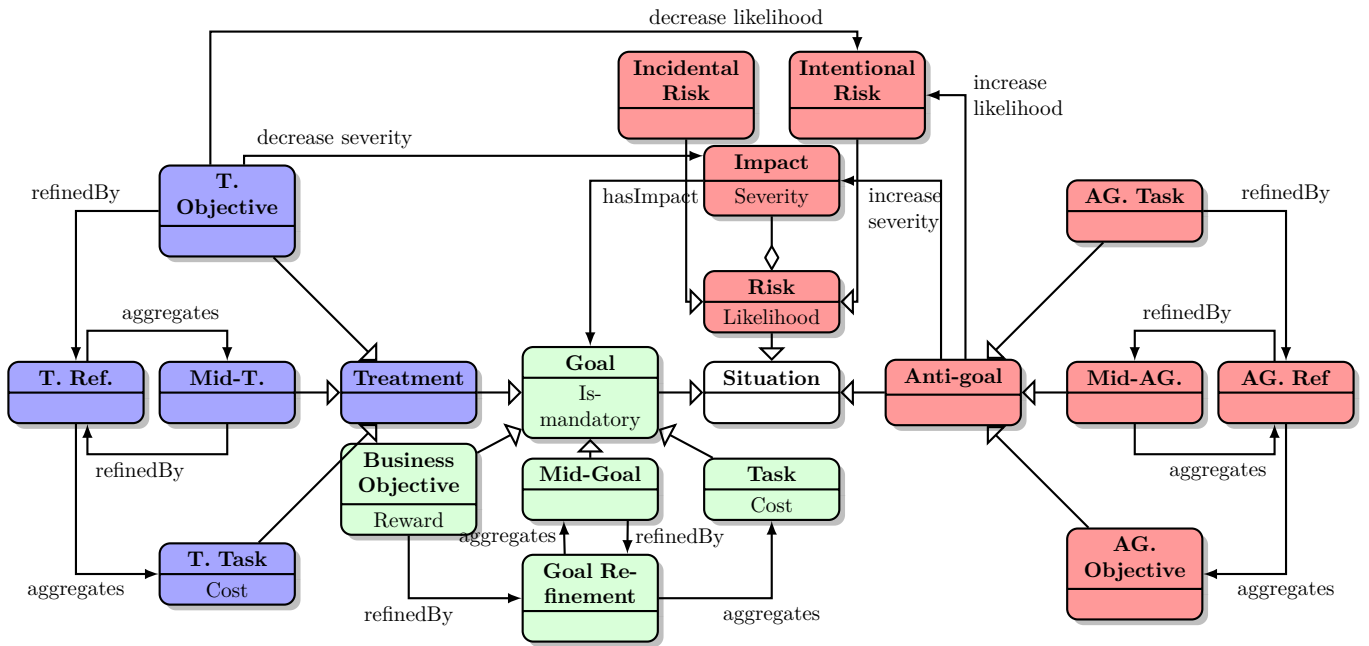 decrease likelihood
Incidental
Risk
Intentional
Risk
increase
likelihood
decrease severity
Impact
Severity
hasImpact
increase
severity
T.
Objective
refinedBy
AG. Task
refinedBy
Risk
Likelihood
aggregates
refinedBy
T. Ref.
Mid-T.
Treatment
Goal
Is-
mandatory
Situation
Anti-goal
Mid-AG.
AG. Ref
refinedBy
aggregates
Business
Objective
Reward
Mid-Goal
Task
Cost
aggregates
refinedBy
T. Task
Cost
aggregates
Goal Re-
finement
refinedBy
aggregates
AG.
Objective
aggregates